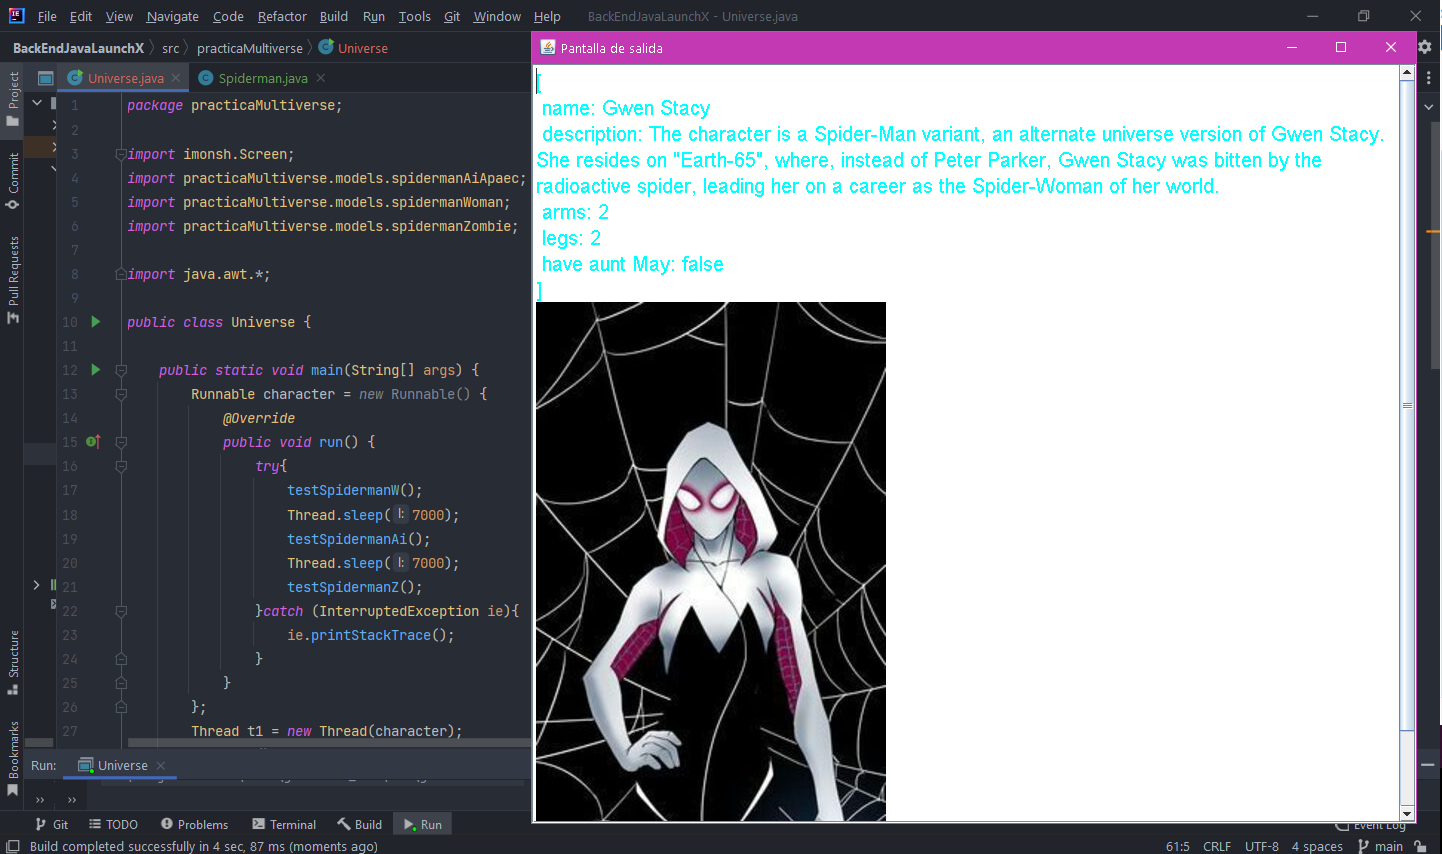 File Edit View Navigate Code Refactor Build Run Tools Git Window Help BackEndJavaLaunchX - Universe.java
BackEndJavaLaunchX src practicaMultiverse Universe
Universe.java Spiderman.java
Project
Commit
Pull Requests
Structure
Bookmarks
1 package practicaMultiverse;
2
3 import imonsh.Screen;
4 import practicaMultiverse.models.spidermanAiApaec;
5 import practicaMultiverse.models.spidermanWoman;
6 import practicaMultiverse.models.spidermanZombie;
7
8 import java.awt.*;
9
10 public class Universe {
11
12 public static void main(String[] args) {
13 Runnable character = new Runnable() {
14 @Override
15 public void run() {
16 try{
17 testSpidermanW();
18 Thread.sleep( l: 7000);
19 testSpidermanAi();
20 Thread.sleep( l: 7000);
21 testSpidermanZ();
22 }catch (InterruptedException ie){
23 ie.printStackTrace();
24 }
25 }
26 };
27 Thread t1 = new Thread(character);
Pantalla de salida
[
name: Gwen Stacy
description: The character is a Spider-Man variant, an alternate universe version of Gwen Stacy.
She resides on "Earth-65", where, instead of Peter Parker, Gwen Stacy was bitten by the
radioactive spider, leading her on a career as the Spider-Woman of her world.
arms: 2
legs: 2
have aunt May: false
]
Run: Universe
Git TODO Problems Terminal Build Run Event Log
Build completed successfully in 4 sec, 87 ms (moments ago) 61:5 CRLF UTF-8 4 spaces main